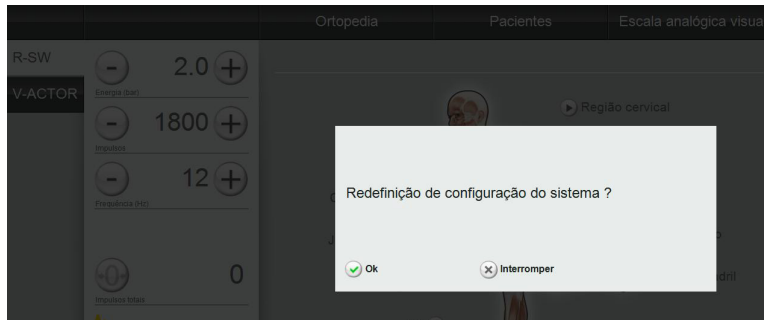 Ortopedia
Pacientes
Escala analógica visua
R-SW
V-ACTOR
- 2.0 +
Energia (bar)
- 1800 +
Impulsos
- 12 +
Frequência (Hz)
0
Impulsos totais
Região cervical
Redefinição de configuração do sistema ?
Ok
Interromper